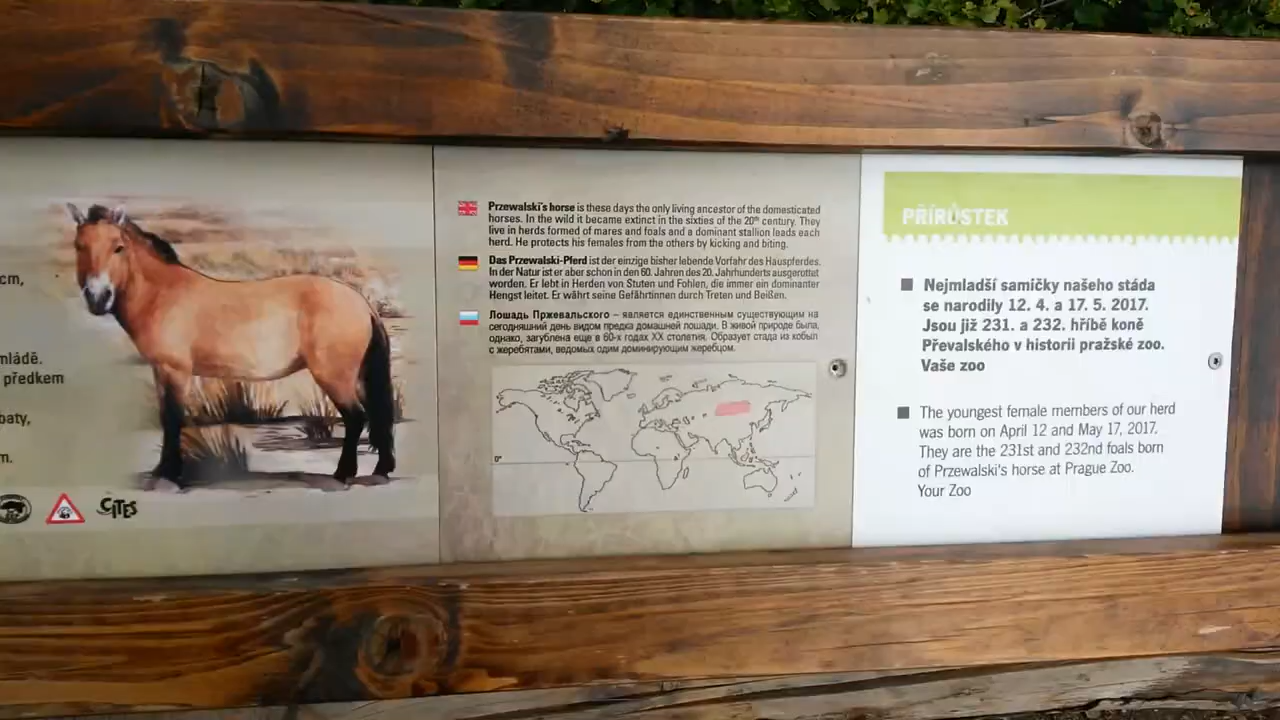 cm,
mládě.
předkem
baty,
m.
CITES
Przewalski's horse is these days the only living ancestor of the domesticated
horses. In the wild it became extinct in the sixties of the 20th century. They
live in herds formed of mares and foals and a dominant stallion leads each
herd. He protects his females from the others by kicking and biting.
Das Przewalski-Pferd ist der einzige bisher lebende Vorfahr des Hauspferdes.
In der Natur ist er aber schon in den 60. Jahren des 20. Jahrhunderts ausgerottet
worden. Er lebt in Herden von Stuten und Fohlen, die immer ein dominanter
Hengst leitet. Er währt seine Gefährtinnen durch Treten und Beißen.
Лошадь Пржевальского – является единственным существующим на
сегодняшний день видом предка домашней лошади. В живой природе была,
однако, загублена еще в 60-х годах XX столетия. Образует стада из кобыл
с жеребятами, ведомых одим доминирующим жеребцом.
0°
PŘÍRŮSTEK
Nejmladší samičky našeho stáda
se narodily 12. 4. a 17. 5. 2017.
Jsou již 231. a 232. hříbě koně
Převalského v historii pražské zoo.
Vaše zoo
The youngest female members of our herd
was born on April 12 and May 17, 2017.
They are the 231st and 232nd foals born
of Przewalski's horse at Prague Zoo.
Your Zoo